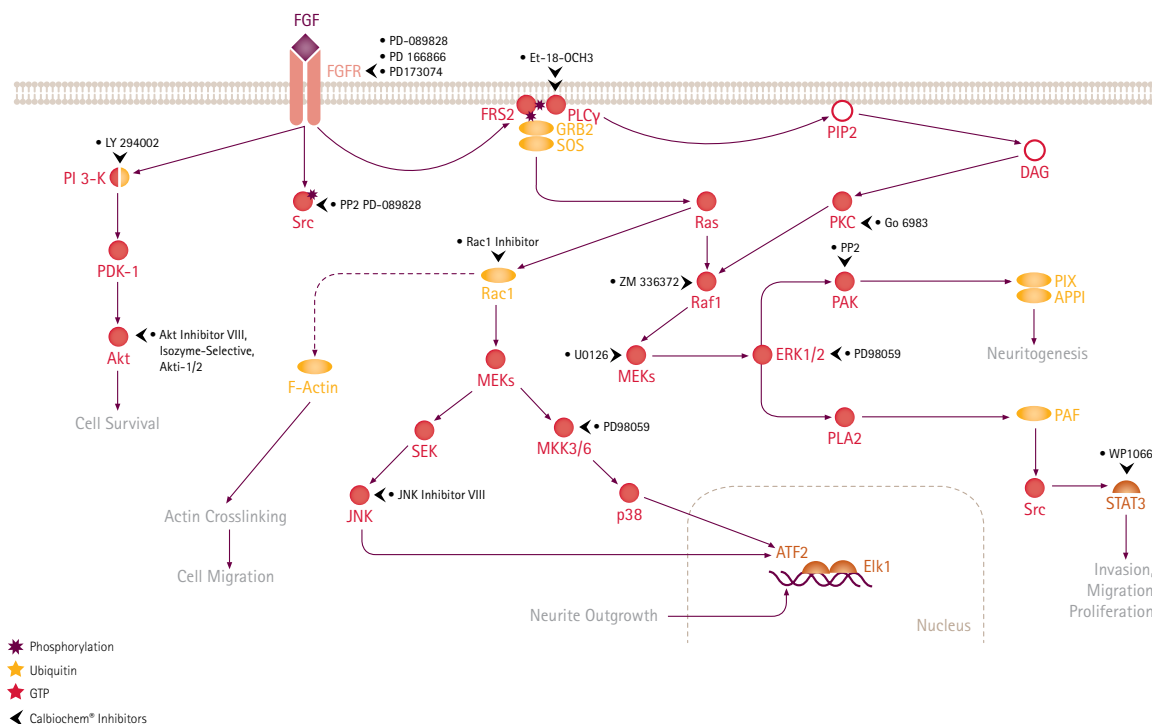 FGF
• PD-089828
• PD 166866
FGFR • PD173074
• Et-18-OCH3
FRS2 PLCγ
GRB2
SOS
PIP2
DAG
• LY 294002
PI 3-K
• PP2 PD-089828
Src
Ras
PKC • Go 6983
• Rac1 Inhibitor
• PP2
PDK-1
Rac1
• ZM 336372
Raf1
PAK
PIX
APPI
• Akt Inhibitor VIII,
Isozyme-Selective,
Akti-1/2
Akt
• U0126
MEKs
ERK1/2 • PD98059
Neuritogenesis
F-Actin
MEKs
Cell Survival
SEK
• PD98059
MKK3/6
PLA2
PAF
• WP1066
• JNK Inhibitor VIII
JNK
p38
Src
STAT3
Actin Crosslinking
ATF2
Elk1
Cell Migration
Invasion,
Migration
Proliferation
Neurite Outgrowth
Nucleus
Phosphorylation
Ubiquitin
GTP
Calbiochem® Inhibitors